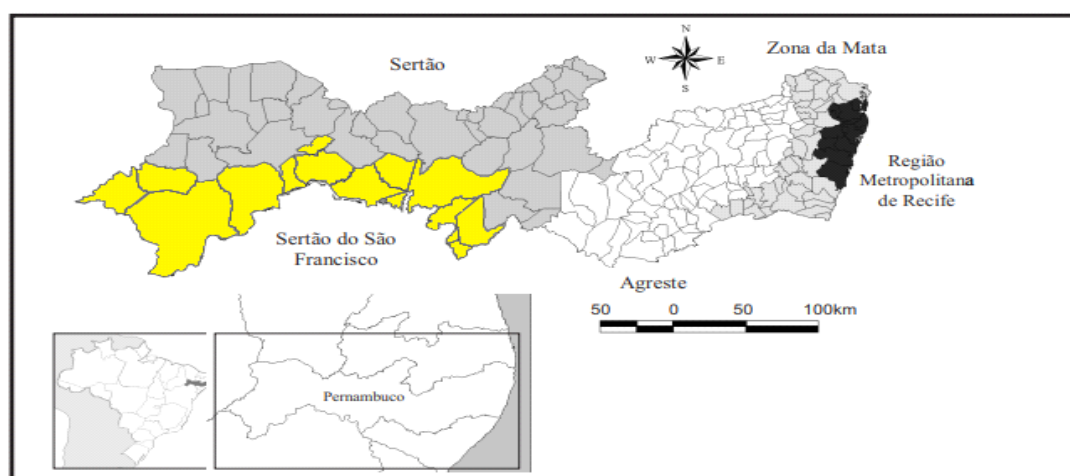 N
Zona da Mata
Sertão
W
E
S
Região
Metropolitana
de Recife
Sertão do São
Francisco
Agreste
50 0 50 100km
Pernambuco